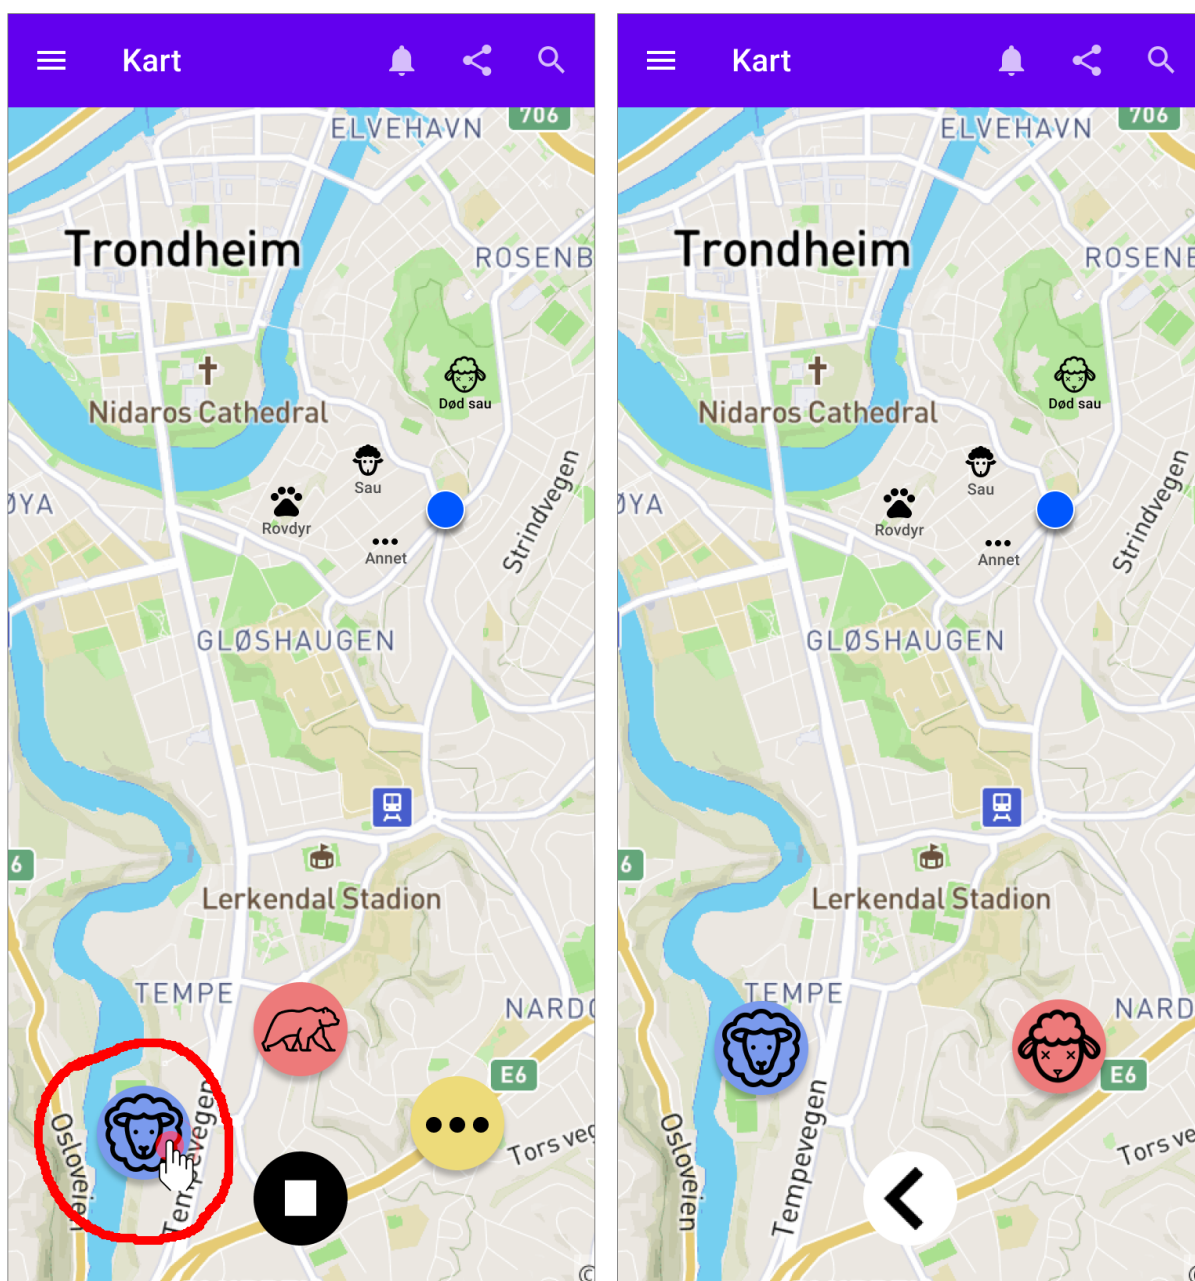 Kart
706
ELVEHAVN
Trondheim
ROSENB
Død sau
Nidaros Cathedral
Sau
ØYA
Rovdyr
Strindvegen
Annet
GLØSHAUGEN
6
Lerkendal Stadion
TEMPE
NARDO
E6
Osloveien
Tempevegen
Tors veg
©
Kart
706
ELVEHAVN
Trondheim
ROSENB
Død sau
Nidaros Cathedral
Sau
ØYA
Rovdyr
Strindvegen
Annet
GLØSHAUGEN
6
Lerkendal Stadion
TEMPE
NARD
E6
Osloveien
Tempevegen
Tors ve